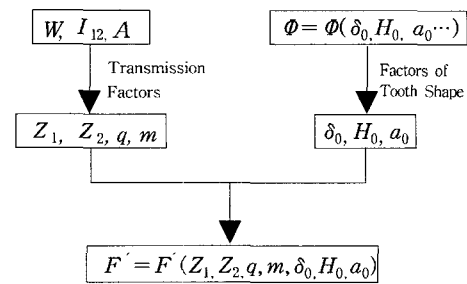 W, I₁₂, A
Φ = Φ(δ₀, H₀, a₀⋯)
Transmission
Factors
Factors of
Tooth Shape
Z₁, Z₂, q, m
δ₀, H₀, a₀
F´ = F´(Z₁, Z₂, q, m, δ₀, H₀, a₀)